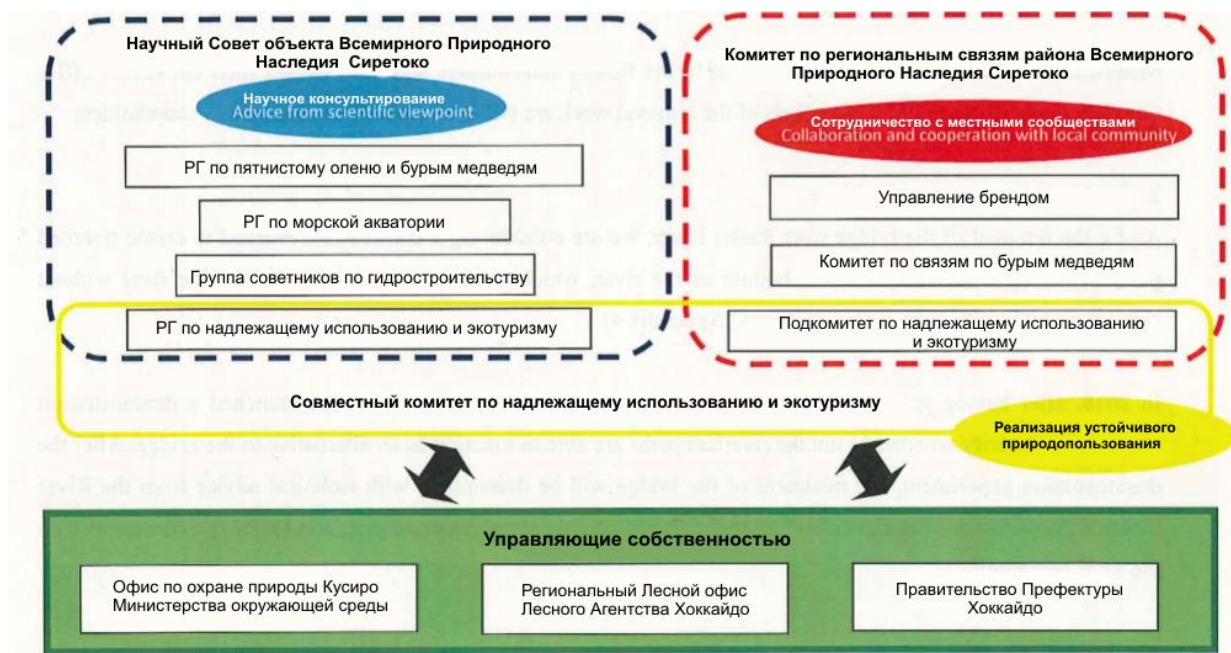 Научный Совет объекта Всемирного Природного
Наследия Сиретоко
Научное консультирование
Advice from scientific viewpoint
РГ по пятнистому оленю и бурым медведям
РГ по морской акватории
Группа советников по гидростроительству
РГ по надлежащему использованию и экотуризму
Комитет по региональным связям района Всемирного
Природного Наследия Сиретоко
Сотрудничество с местными сообществами
Collaboration and cooperation with local community
Управление брендом
Комитет по связям по бурым медведям
Подкомитет по надлежащему использованию
и экотуризму
Совместный комитет по надлежащему использованию и экотуризму
Реализация устойчивого
природопользования
Управляющие собственностью
Офис по охране природы Кусиро
Министерства окружающей среды
Региональный Лесной офис
Лесного Агентства Хоккайдо
Правительство Префектуры
Хоккайдо